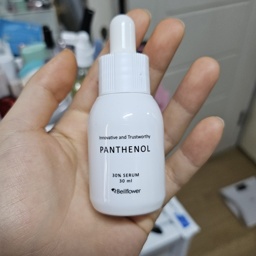 Innovative and Trustworthy
PANTHENOL
30% SERUM
30 ml
Bellflower